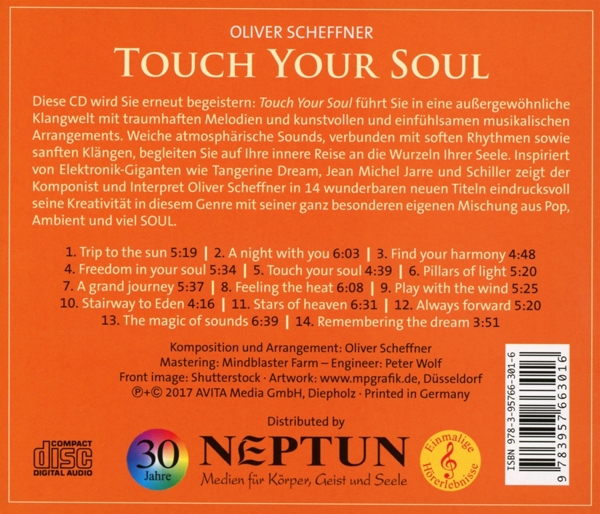 OLIVER SCHEFFNER
TOUCH YOUR SOUL
Diese CD wird Sie erneut begeistern: Touch Your Soul führt Sie in eine außergewöhnliche
Klangwelt mit traumhaften Melodien und kunstvollen und einfühlsamen musikalischen
Arrangements. Weiche atmosphärische Sounds, verbunden mit soften Rhythmen sowie
sanften Klängen, begleiten Sie auf Ihre innere Reise an die Wurzeln Ihrer Seele. Inspiriert
von Elektronik-Giganten wie Tangerine Dream, Jean Michel Jarre und Schiller zeigt der
Komponist und Interpret Oliver Scheffner in 14 wunderbaren neuen Titeln eindrucksvoll
seine Kreativität in diesem Genre mit seiner ganz besonderen eigenen Mischung aus Pop,
Ambient und viel SOUL.
1. Trip to the sun 5:19 | 2. A night with you 6:03 | 3. Find your harmony 4:48
4. Freedom in your soul 5:34 | 5. Touch your soul 4:39 | 6. Pillars of light 5:20
7. A grand journey 5:37 | 8. Feeling the heat 6:08 | 9. Play with the wind 5:25
10. Stairway to Eden 4:16 | 11. Stars of heaven 6:31 | 12. Always forward 5:20
13. The magic of sounds 6:39 | 14. Remembering the dream 3:51
Komposition und Arrangement: Oliver Scheffner
Mastering: Mindblaster Farm – Engineer: Peter Wolf
Front image: Shutterstock · Artwork: www.mpgrafik.de, Düsseldorf
℗+© 2017 AVITA Media GmbH, Diepholz · Printed in Germany
Distributed by
COMPACT
disc
DIGITAL AUDIO
30
Jahre
NEPTUN
Medien für Körper, Geist und Seele
Einmalige
Hörerlebnisse
ISBN 978-3-95766-301-6
9 783957 663016